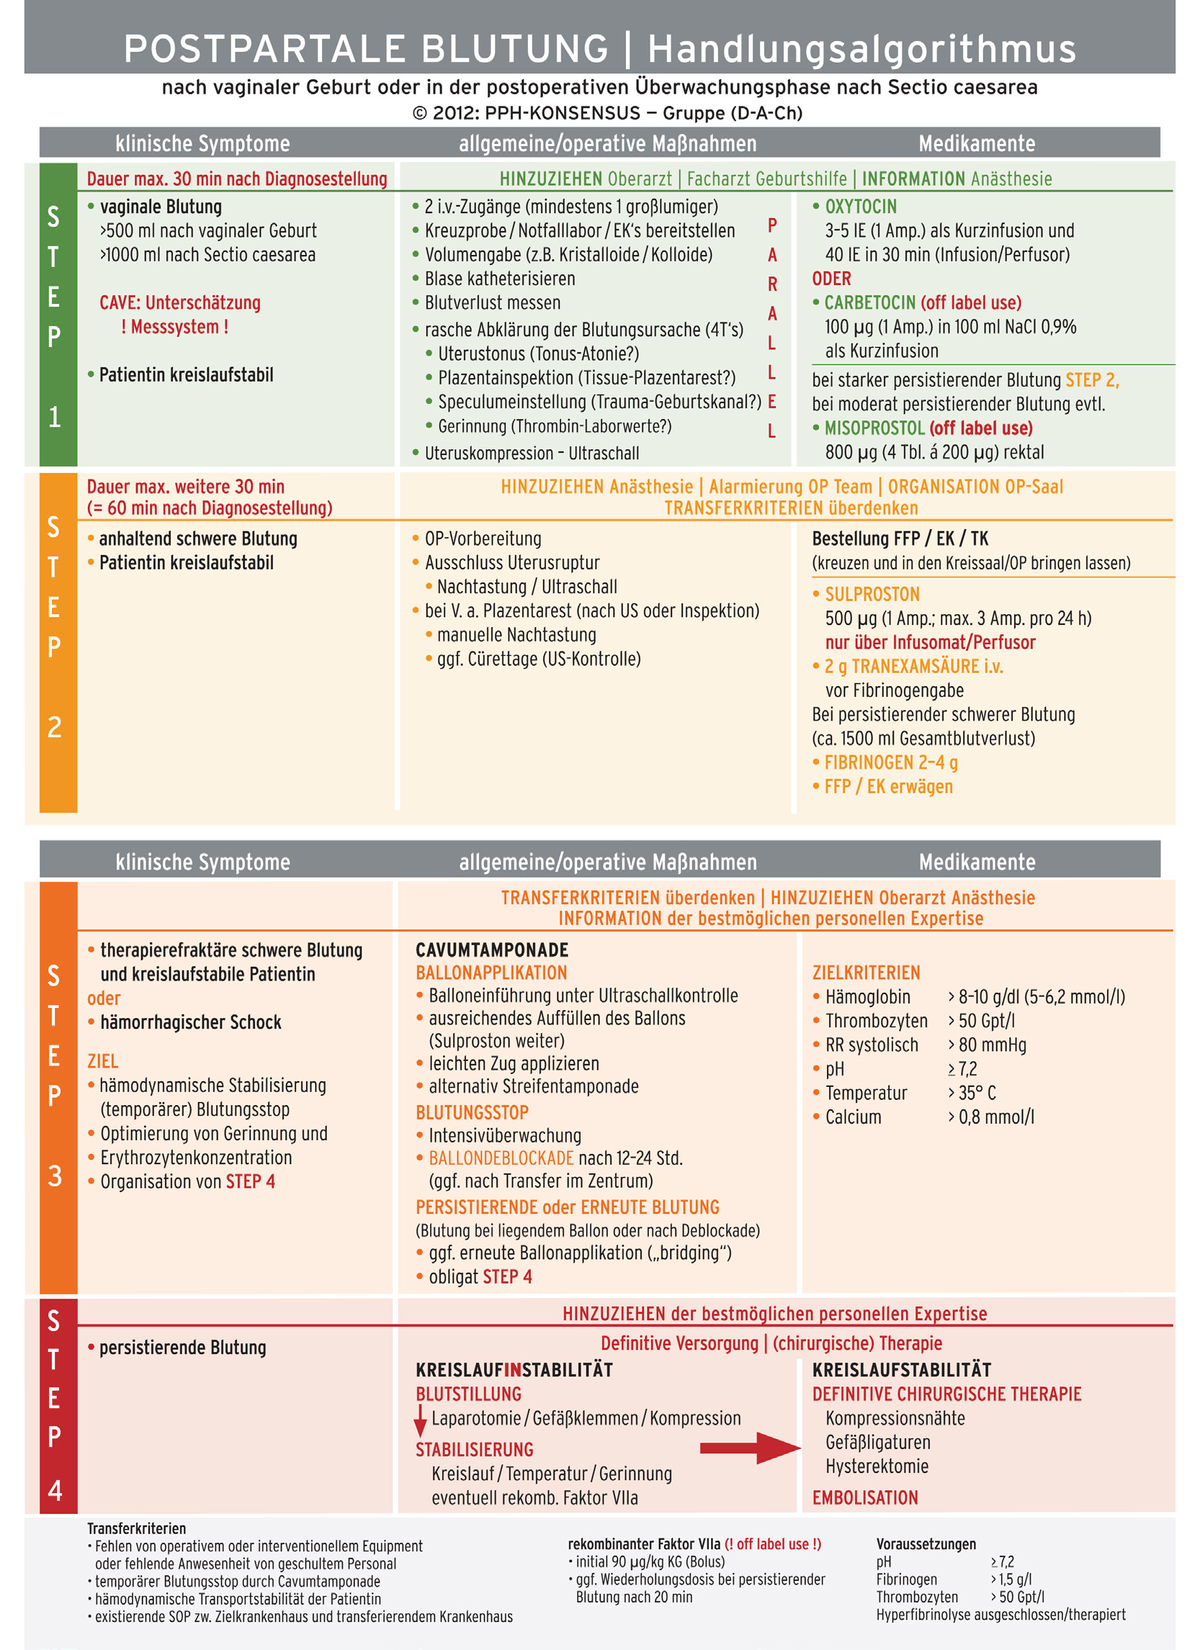 POSTPARTALE BLUTUNG | Handlungsalgorithmus
nach vaginaler Geburt oder in der postoperativen Überwachungsphase nach Sectio caesarea
© 2012: PPH-KONSENSUS – Gruppe (D-A-Ch)
klinische Symptome
allgemeine/operative Maßnahmen
Medikamente
STEP 1
Dauer max. 30 min nach Diagnosestellung
HINZUZIEHEN Oberarzt | Facharzt Geburtshilfe | INFORMATION Anästhesie
• vaginale Blutung
>500 ml nach vaginaler Geburt
>1000 ml nach Sectio caesarea
CAVE: Unterschätzung
! Messsystem !
• Patientin kreislaufstabil
• 2 i.v.-Zugänge (mindestens 1 großlumiger)
• Kreuzprobe / Notfalllabor / EK's bereitstellen
• Volumengabe (z.B. Kristalloide / Kolloide)
• Blase katheterisieren
• Blutverlust messen
• rasche Abklärung der Blutungsursache (4T's)
• Uterustonus (Tonus-Atonie?)
• Plazentainspektion (Tissue-Plazentarest?)
• Speculumeinstellung (Trauma-Geburtskanal?)
• Gerinnung (Thrombin-Laborwerte?)
• Uteruskompression – Ultraschall
PARALLEL
• OXYTOCIN
3–5 IE (1 Amp.) als Kurzinfusion und
40 IE in 30 min (Infusion/Perfusor)
ODER
• CARBETOCIN (off label use)
100 µg (1 Amp.) in 100 ml NaCl 0,9%
als Kurzinfusion
bei starker persistierender Blutung STEP 2,
bei moderat persistierender Blutung evtl.
• MISOPROSTOL (off label use)
800 µg (4 Tbl. á 200 µg) rektal
STEP 2
Dauer max. weitere 30 min
(= 60 min nach Diagnosestellung)
HINZUZIEHEN Anästhesie | Alarmierung OP Team | ORGANISATION OP-Saal
TRANSFERKRITERIEN überdenken
• anhaltend schwere Blutung
• Patientin kreislaufstabil
• OP-Vorbereitung
• Ausschluss Uterusruptur
• Nachtastung / Ultraschall
• bei V. a. Plazentarest (nach US oder Inspektion)
• manuelle Nachtastung
• ggf. Cürettage (US-Kontrolle)
Bestellung FFP / EK / TK
(kreuzen und in den Kreissaal/OP bringen lassen)
• SULPROSTON
500 µg (1 Amp.; max. 3 Amp. pro 24 h)
nur über Infusomat/Perfusor
• 2 g TRANEXAMSÄURE i.v.
vor Fibrinogengabe
Bei persistierender schwerer Blutung
(ca. 1500 ml Gesamtblutverlust)
• FIBRINOGEN 2–4 g
• FFP / EK erwägen
klinische Symptome
allgemeine/operative Maßnahmen
Medikamente
STEP 3
TRANSFERKRITERIEN überdenken | HINZUZIEHEN Oberarzt Anästhesie
INFORMATION der bestmöglichen personellen Expertise
• therapierefraktäre schwere Blutung
und kreislaufstabile Patientin
oder
• hämorrhagischer Schock
ZIEL
• hämodynamische Stabilisierung
(temporärer) Blutungsstop
• Optimierung von Gerinnung und
• Erythrozytenkonzentration
• Organisation von STEP 4
CAVUMTAMPONADE
BALLONAPPLIKATION
• Balloneinführung unter Ultraschallkontrolle
• ausreichendes Auffüllen des Ballons
(Sulproston weiter)
• leichten Zug applizieren
• alternativ Streifentamponade
BLUTUNGSSTOP
• Intensivüberwachung
• BALLONDEBLOCKADE nach 12–24 Std.
(ggf. nach Transfer im Zentrum)
PERSISTIERENDE oder ERNEUTE BLUTUNG
(Blutung bei liegendem Ballon oder nach Deblockade)
• ggf. erneute Ballonapplikation („bridging“)
• obligat STEP 4
ZIELKRITERIEN
• Hämoglobin > 8–10 g/dl (5–6,2 mmol/l)
• Thrombozyten > 50 Gpt/l
• RR systolisch > 80 mmHg
• pH ≥ 7,2
• Temperatur > 35° C
• Calcium > 0,8 mmol/l
STEP 4
HINZUZIEHEN der bestmöglichen personellen Expertise
• persistierende Blutung
Definitive Versorgung | (chirurgische) Therapie
KREISLAUFINSTABILITÄT
BLUTSTILLUNG
Laparotomie / Gefäßklemmen / Kompression
STABILISIERUNG
Kreislauf / Temperatur / Gerinnung
eventuell rekomb. Faktor VIIa
KREISLAUFSTABILITÄT
DEFINITIVE CHIRURGISCHE THERAPIE
Kompressionsnähte
Gefäßligaturen
Hysterektomie
EMBOLISATION
Transferkriterien
• Fehlen von operativem oder interventionellem Equipment
oder fehlende Anwesenheit von geschultem Personal
• temporärer Blutungsstop durch Cavumtamponade
• hämodynamische Transportstabilität der Patientin
• existierende SOP zw. Zielkrankenhaus und transferierendem Krankenhaus
rekombinanter Faktor VIIa (! off label use !)
• initial 90 µg/kg KG (Bolus)
• ggf. Wiederholungsdosis bei persistierender
Blutung nach 20 min
Voraussetzungen
pH ≥ 7,2
Fibrinogen > 1,5 g/l
Thrombozyten > 50 Gpt/l
Hyperfibrinolyse ausgeschlossen/therapiert